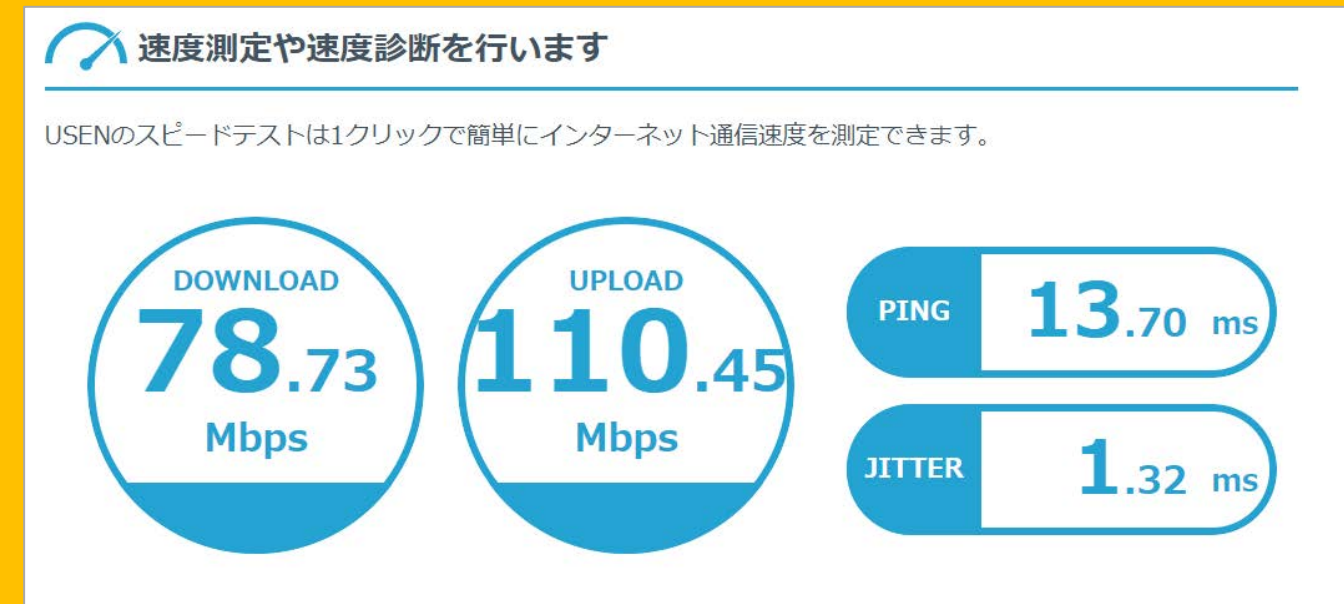 速度測定や速度診断を行います
USENのスピードテストは1クリックで簡単にインターネット通信速度を測定できます。
DOWNLOAD
78.73
Mbps
UPLOAD
110.45
Mbps
PING
13.70 ms
JITTER
1.32 ms